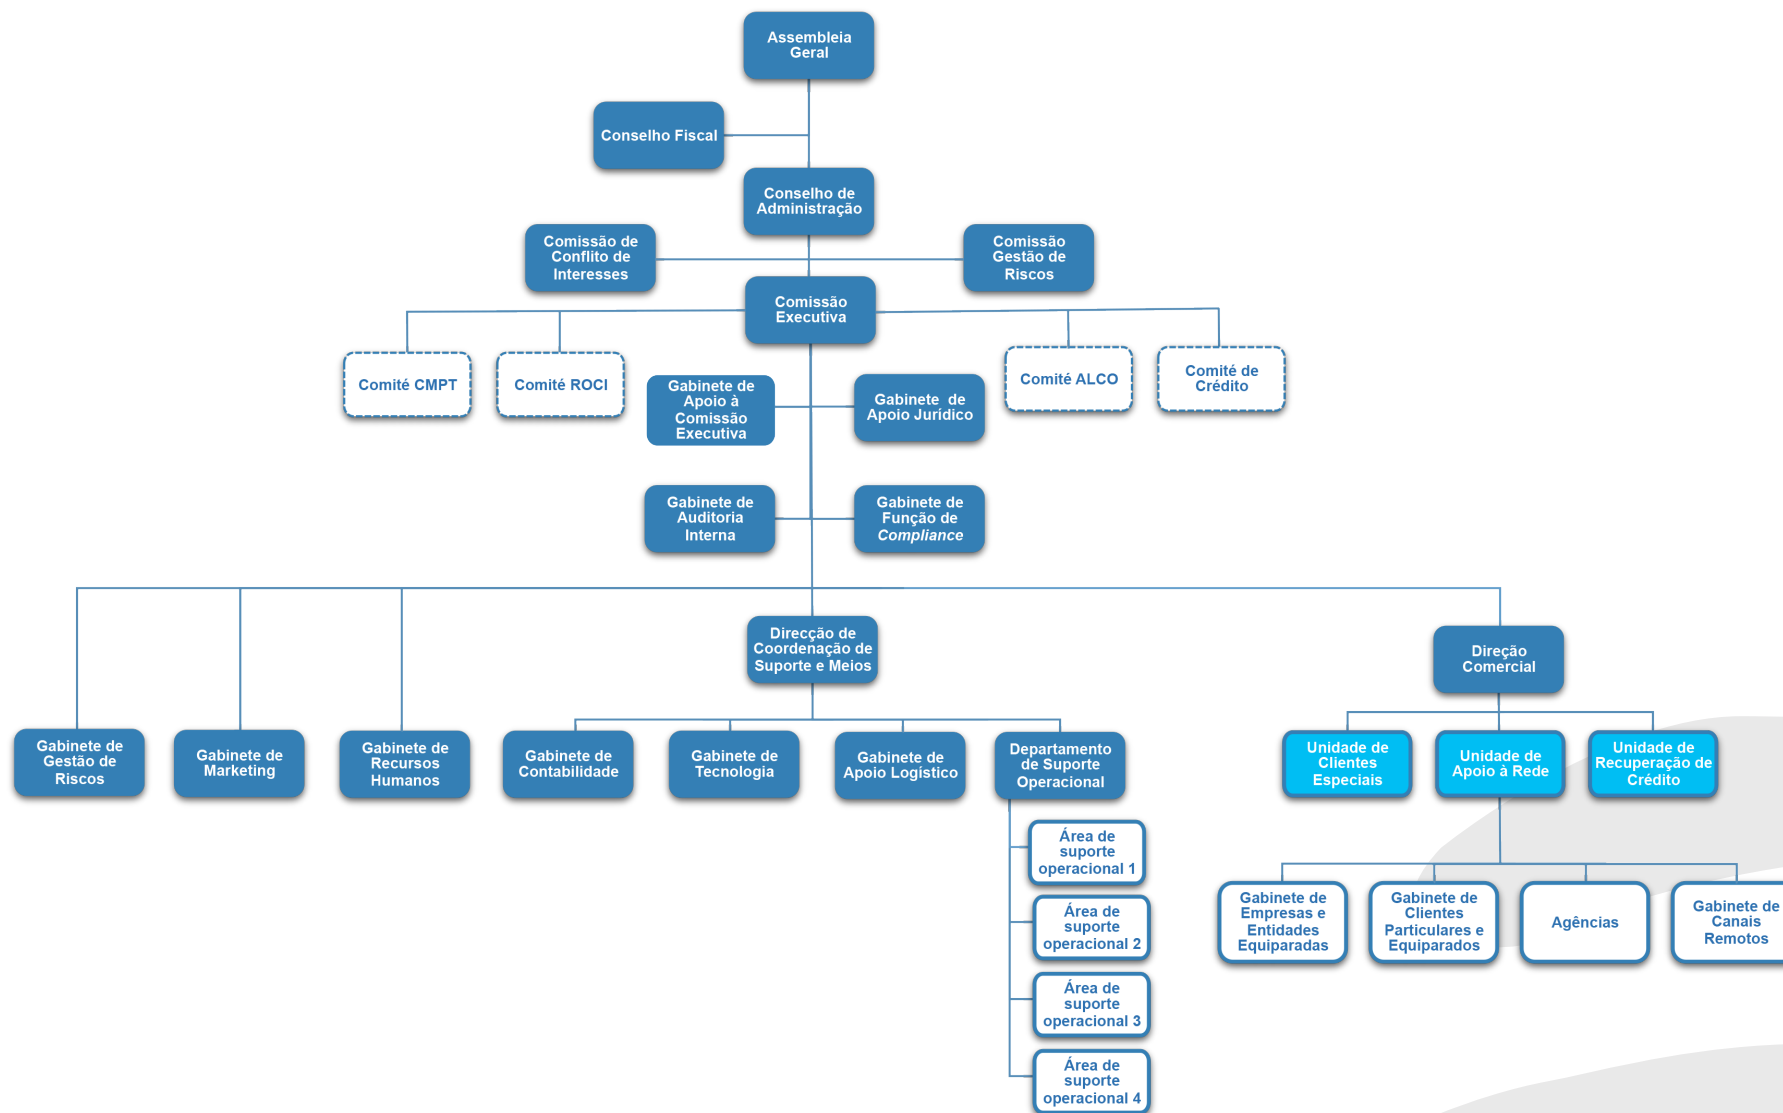 Assembleia
Geral
Conselho Fiscal
Conselho de
Administração
Comissão de
Conflito de
Interesses
Comissão
Gestão de
Riscos
Comissão
Executiva
Comité CMPT
Comité ROCI
Comité ALCO
Comité de
Crédito
Gabinete de
Apoio à
Comissão
Executiva
Gabinete de
Apoio Jurídico
Gabinete de
Auditoria
Interna
Gabinete de
Função de
Compliance
Direcção de
Coordenação de
Suporte e Meios
Direção
Comercial
Gabinete de
Gestão de
Riscos
Gabinete de
Marketing
Gabinete de
Recursos
Humanos
Gabinete de
Contabilidade
Gabinete de
Tecnologia
Gabinete de
Apoio Logístico
Departamento
de Suporte
Operacional
Unidade de
Clientes
Especiais
Unidade de
Apoio à Rede
Unidade de
Recuperação de
Crédito
Área de
suporte
operacional 1
Área de
suporte
operacional 2
Área de
suporte
operacional 3
Área de
suporte
operacional 4
Gabinete de
Empresas e
Entidades
Equiparadas
Gabinete de
Clientes
Particulares e
Equiparados
Agências
Gabinete de
Canais
Remotos